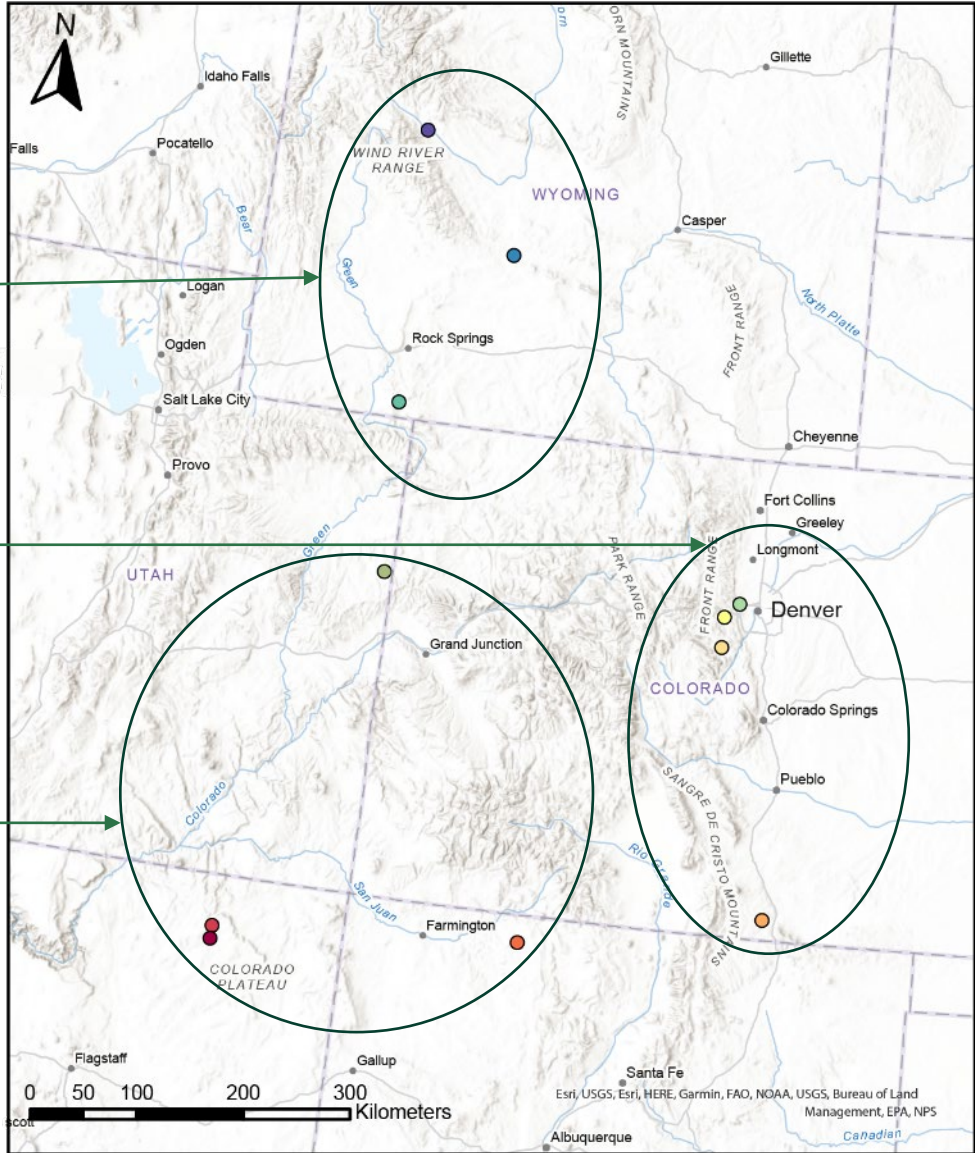 N
orn
ORN MOUNTAINS
Gillette
Idaho Falls
Falls
Pocatello
WIND RIVER
RANGE
WYOMING
Bear
Casper
Green
Logan
North Platte
FRONT RANGE
Ogden
Rock Springs
Salt Lake City
Cheyenne
Provo
Fort Collins
Greeley
Green
Longmont
PARK RANGE
FRONT RANGE
UTAH
Denver
Grand Junction
COLORADO
Colorado Springs
Pueblo
SANGRE DE CRISTO MOUNTAINS
Colorado
Rio Grande
San Juan
Farmington
COLORADO
PLATEAU
Flagstaff
Gallup
Santa Fe
0 50 100 200 300
Kilometers
Esri, USGS, Esri, HERE, Garmin, FAO, NOAA, USGS, Bureau of Land
Management, EPA, NPS
scott
Albuquerque
Canadian